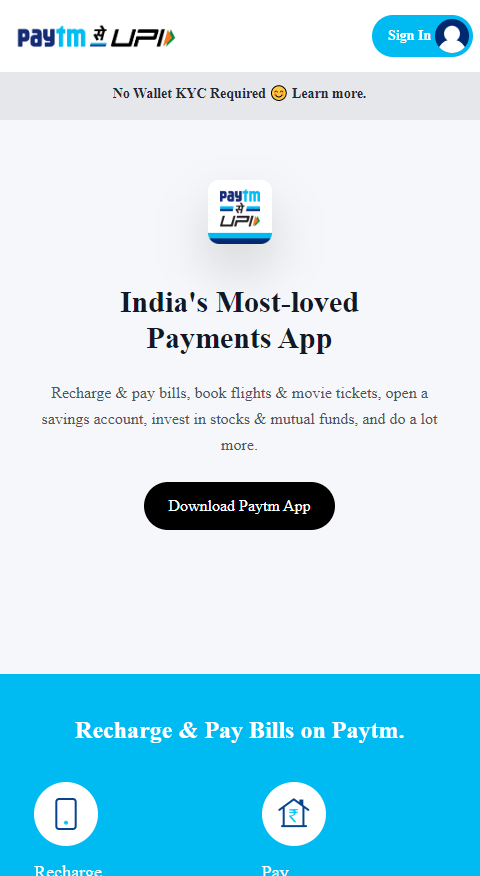 paytm से UPI
Sign In
No Wallet KYC Required 😊 Learn more.
paytm
से
UPI
India's Most-loved
Payments App
Recharge & pay bills, book flights & movie tickets, open a
savings account, invest in stocks & mutual funds, and do a lot
more.
Download Paytm App
Recharge & Pay Bills on Paytm.
₹
Recharge
Pay